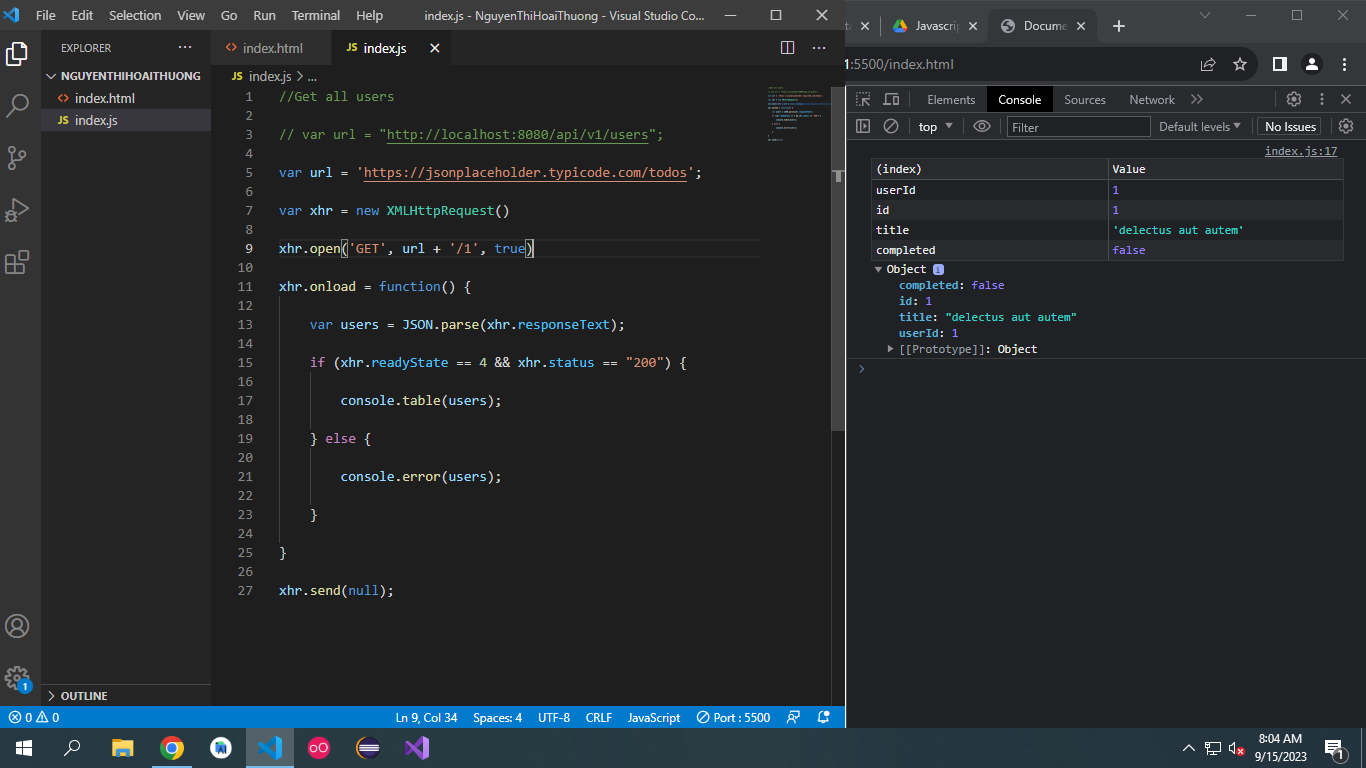 File Edit Selection View Go Run Terminal Help index.js - NguyenThiHoaiThuong - Visual Studio Co...
EXPLORER
NGUYENTHIHOAITHUONG
index.html
JS index.js
OUTLINE
index.html JS index.js
JS index.js > ...
1 //Get all users
2
3 // var url = "http://localhost:8080/api/v1/users";
4
5 var url = 'https://jsonplaceholder.typicode.com/todos';
6
7 var xhr = new XMLHttpRequest()
8
9 xhr.open('GET', url + '/1', true)
10
11 xhr.onload = function() {
12
13 var users = JSON.parse(xhr.responseText);
14
15 if (xhr.readyState == 4 && xhr.status == "200") {
16
17 console.table(users);
18
19 } else {
20
21 console.error(users);
22
23 }
24
25 }
26
27 xhr.send(null);
1
0 0 Ln 9, Col 34 Spaces: 4 UTF-8 CRLF JavaScript Port : 5500
Javascrip Docume
:5500/index.html
Elements Console Sources Network
top Filter Default levels No Issues
index.js:17
(index) Value
userId 1
id 1
title 'delectus aut autem'
completed false
Object i
completed: false
id: 1
title: "delectus aut autem"
userId: 1
[[Prototype]]: Object
8:04 AM
9/15/2023
1